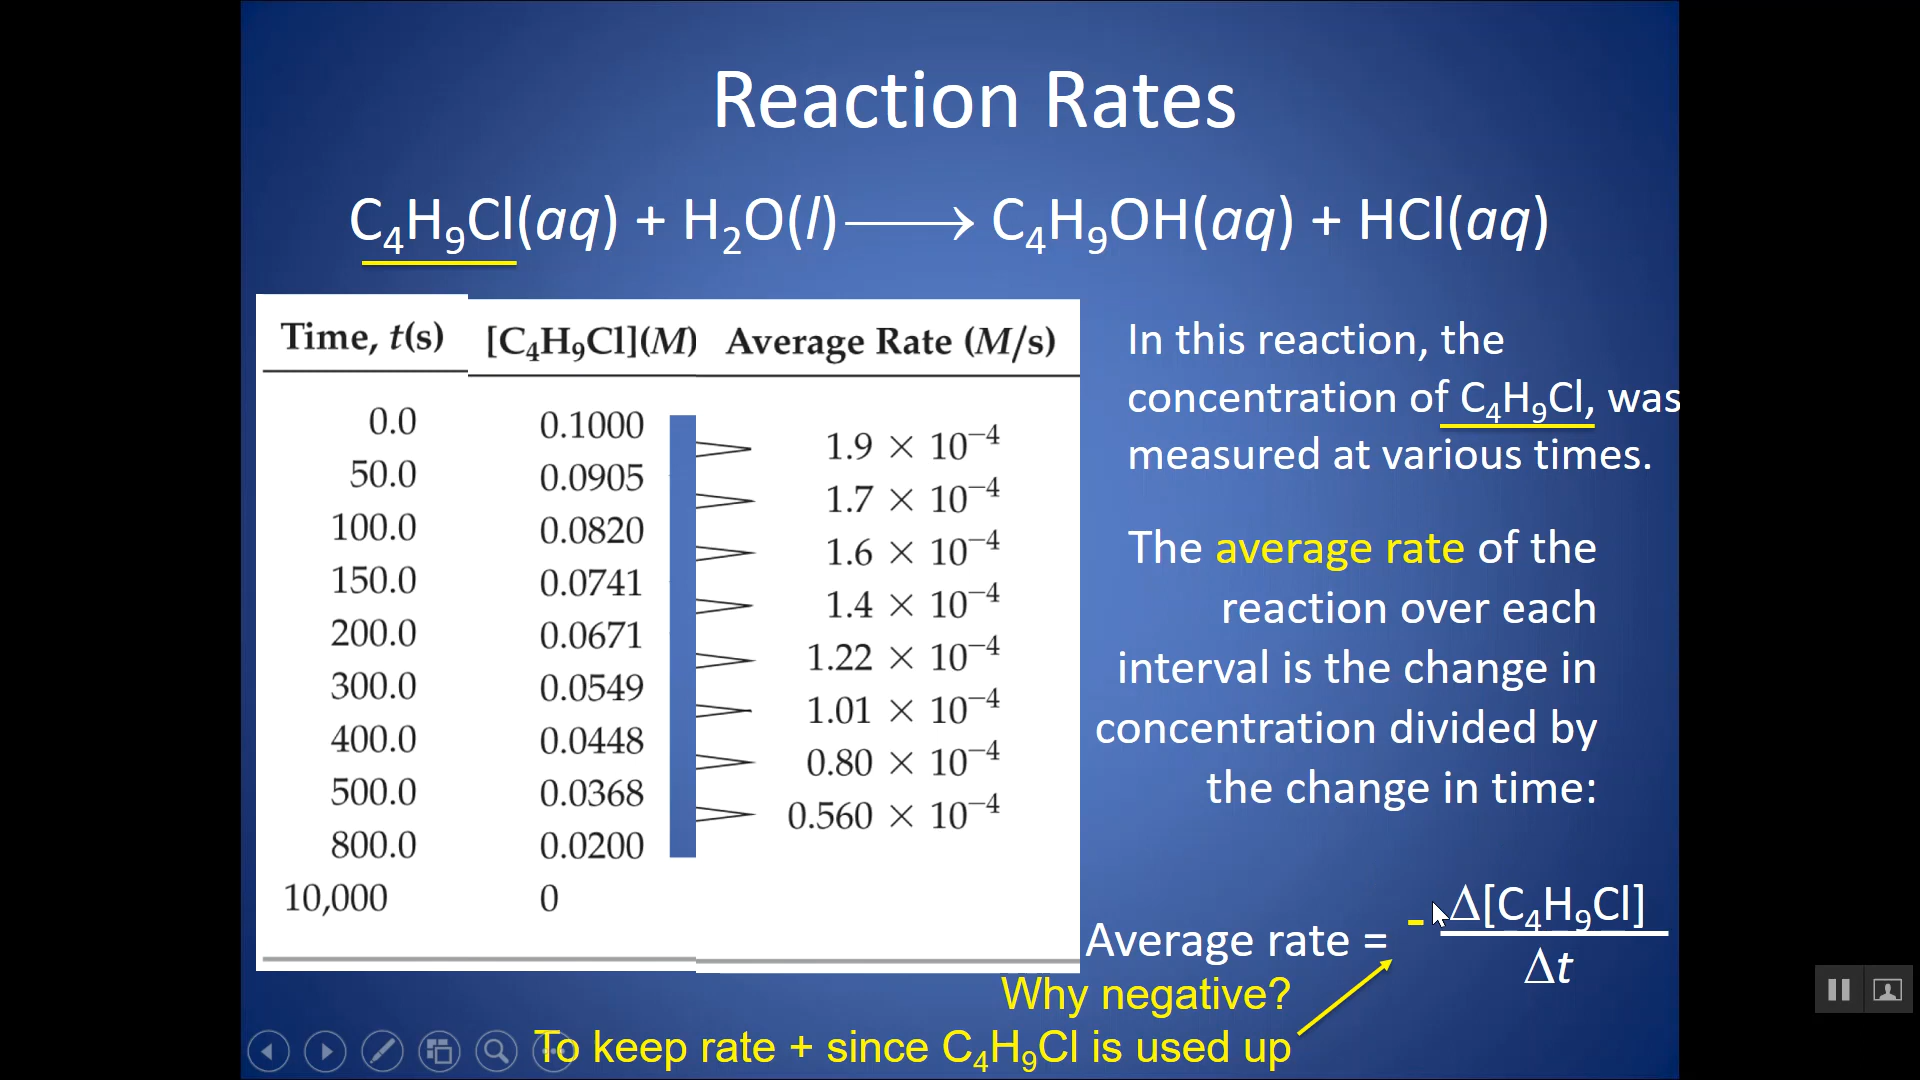 Reaction Rates
C₄H₉Cl(aq) + H₂O(l) ⟶ C₄H₉OH(aq) + HCl(aq)
Time, t(s) [C₄H₉Cl](M) Average Rate (M/s)
0.0 0.1000
1.9 × 10⁻⁴
50.0 0.0905
1.7 × 10⁻⁴
100.0 0.0820
1.6 × 10⁻⁴
150.0 0.0741
1.4 × 10⁻⁴
200.0 0.0671
1.22 × 10⁻⁴
300.0 0.0549
1.01 × 10⁻⁴
400.0 0.0448
0.80 × 10⁻⁴
500.0 0.0368
0.560 × 10⁻⁴
800.0 0.0200
10,000 0
In this reaction, the
concentration of C₄H₉Cl, was
measured at various times.
The average rate of the
reaction over each
interval is the change in
concentration divided by
the change in time:
Average rate = - Δ[C₄H₉Cl]
Δt
Why negative?
To keep rate + since C₄H₉Cl is used up